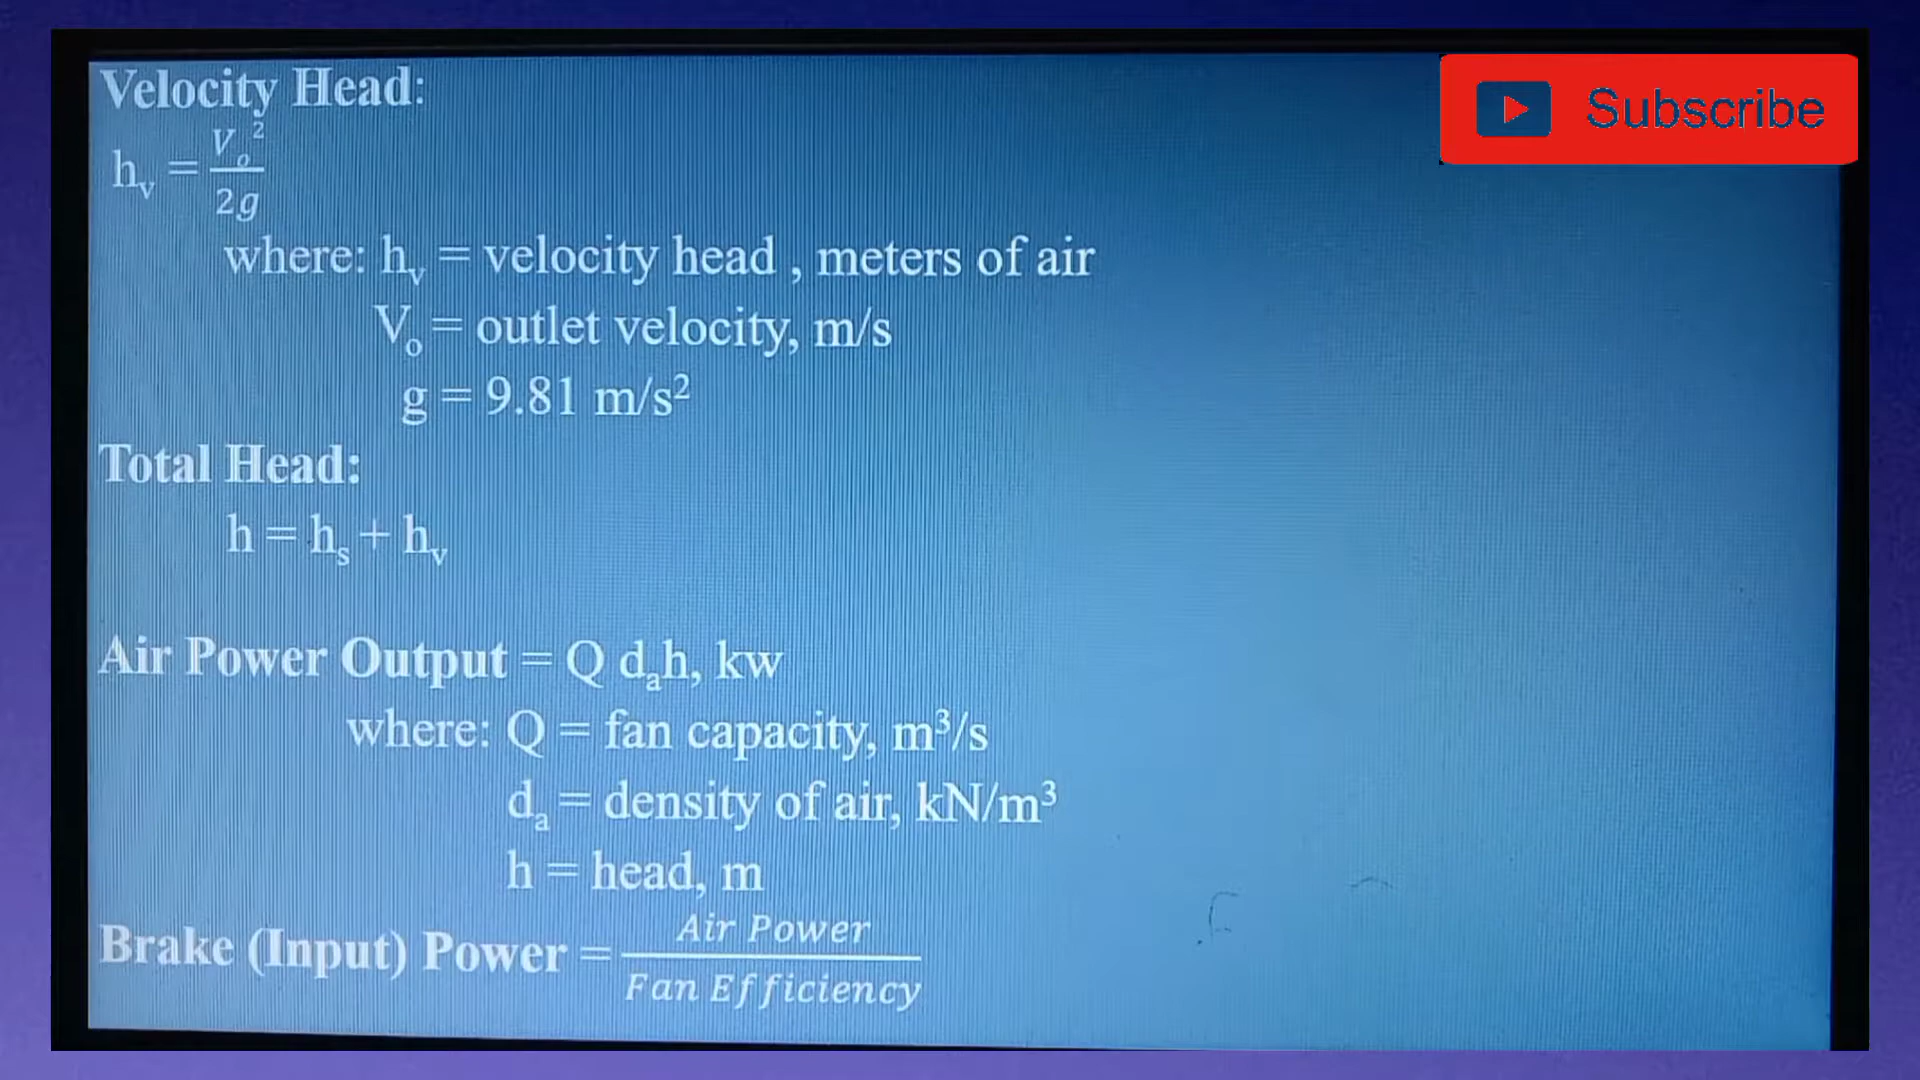 Velocity Head:
Subscribe
hᵥ = Vₒ² / 2g
where: hᵥ = velocity head , meters of air
Vₒ = outlet velocity, m/s
g = 9.81 m/s²
Total Head:
h = hₛ + hᵥ
Air Power Output = Q dₐh, kw
where: Q = fan capacity, m³/s
dₐ = density of air, kN/m³
h = head, m
Brake (Input) Power = Air Power / Fan Efficiency